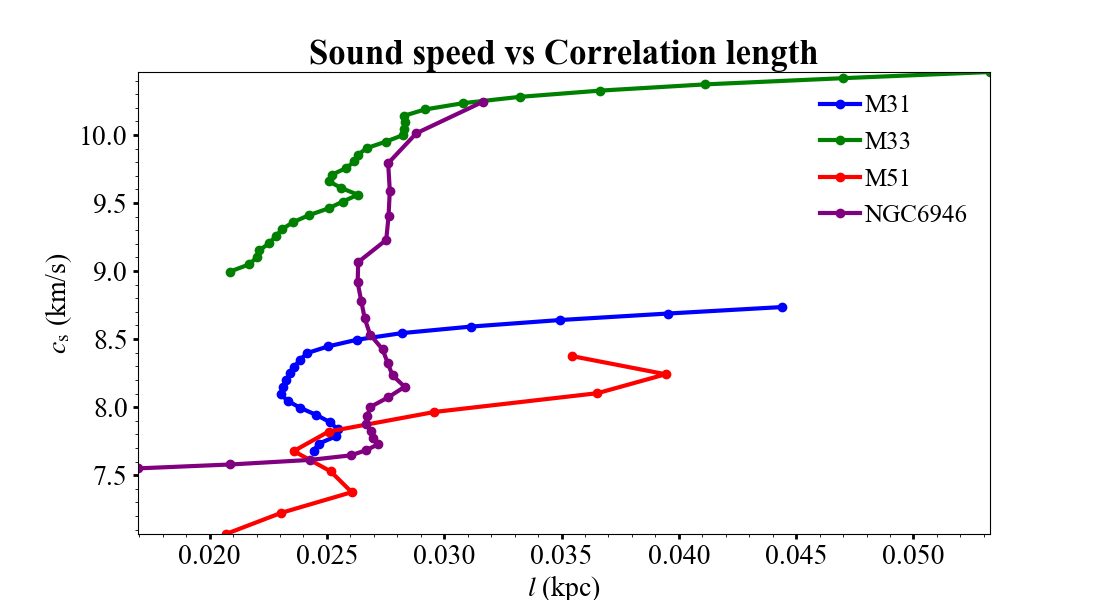 Sound speed vs Correlation length
M31
M33
M51
NGC6946
10.0
9.5
9.0
8.5
8.0
7.5
c_s (km/s)
0.020 0.025 0.030 0.035 0.040 0.045 0.050
l (kpc)